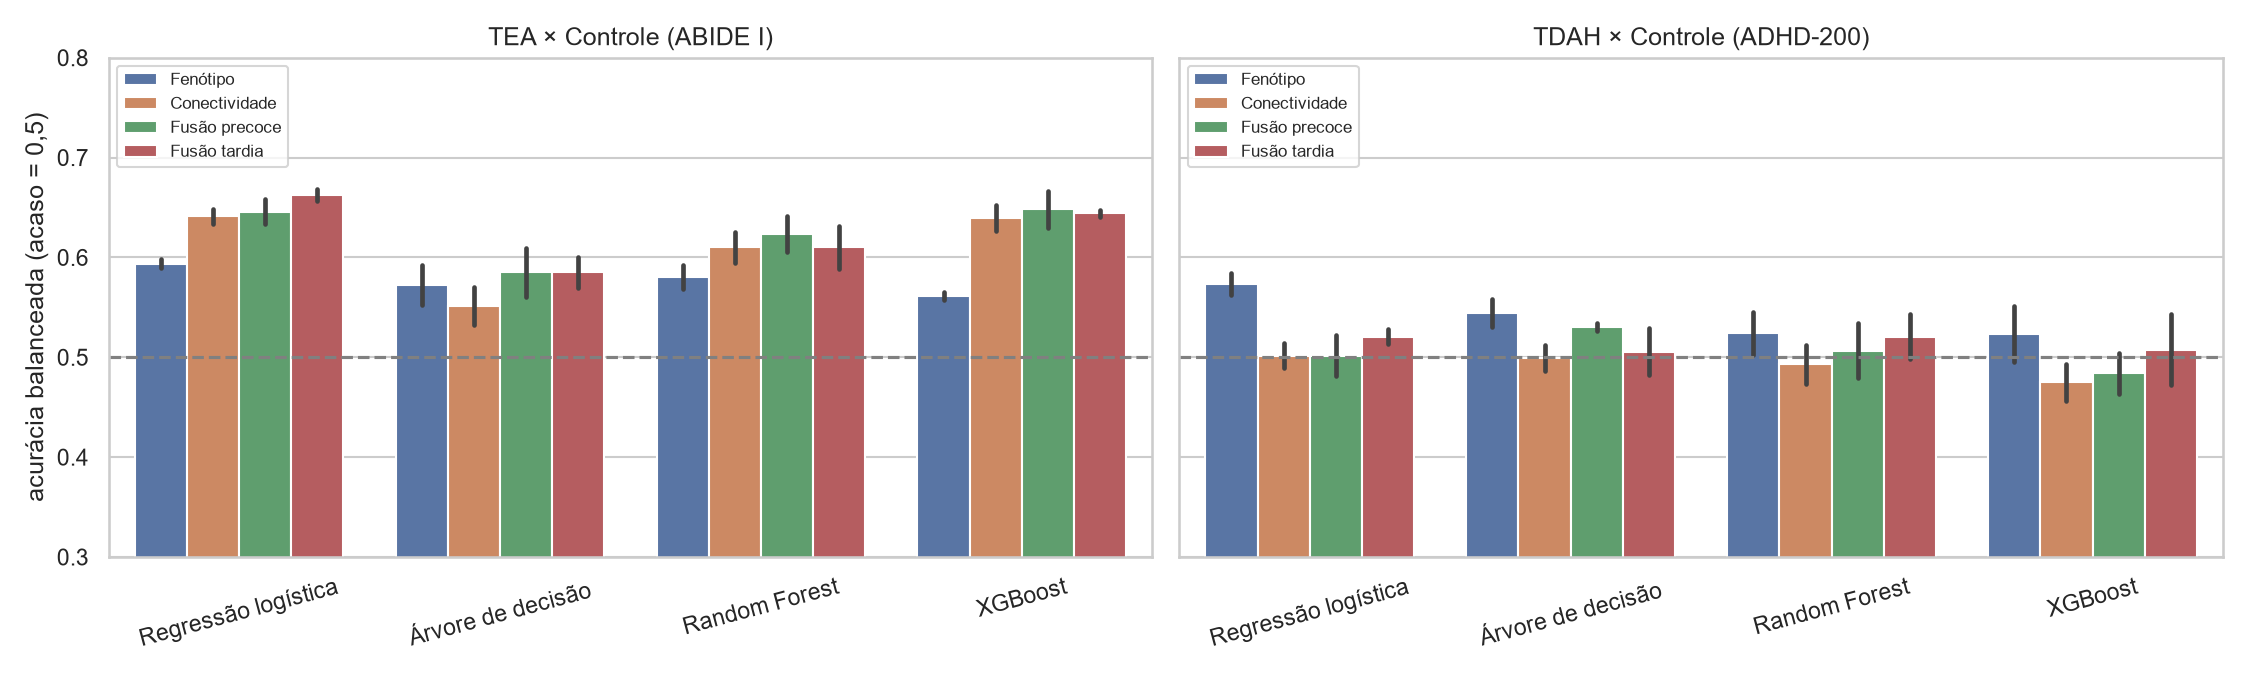 TEA × Controle (ABIDE I)
TDAH × Controle (ADHD-200)
acurácia balanceada (acaso = 0,5)
0.8
0.7
0.6
0.5
0.4
0.3
Fenótipo
Conectividade
Fusão precoce
Fusão tardia
Fenótipo
Conectividade
Fusão precoce
Fusão tardia
Regressão logística
Árvore de decisão
Random Forest
XGBoost
Regressão logística
Árvore de decisão
Random Forest
XGBoost